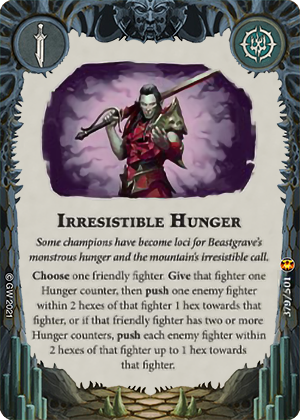 IRRESISTIBLE HUNGER
Some champions have become loci for Beastgrave's
monstrous hunger and the mountain's irresistible call.
Choose one friendly fighter. Give that fighter one
Hunger counter, then push one enemy fighter
within 2 hexes of that fighter 1 hex towards that
fighter, or if that friendly fighter has two or more
Hunger counters, push each enemy fighter within
2 hexes of that fighter up to 1 hex towards
that fighter.
© GW 2021
379/501